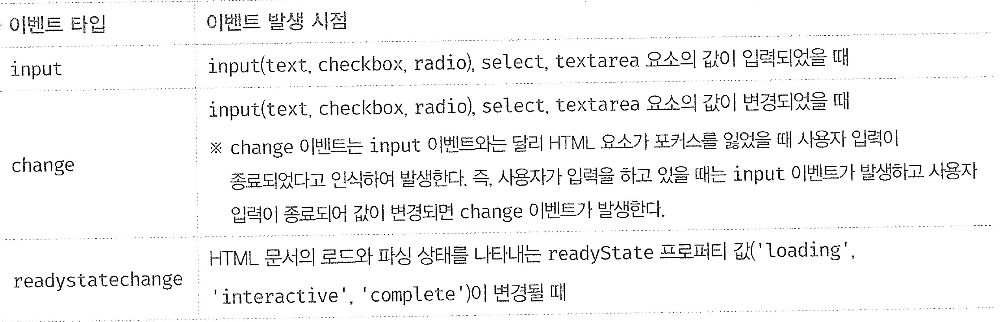 이벤트 타입 이벤트 발생 시점
input input(text, checkbox, radio), select, textarea 요소의 값이 입력되었을 때
input(text, checkbox, radio), select, textarea 요소의 값이 변경되었을 때
※ change 이벤트는 input 이벤트와는 달리 HTML 요소가 포커스를 잃었을 때 사용자 입력이
change
종료되었다고 인식하여 발생한다. 즉, 사용자가 입력을 하고 있을 때는 input 이벤트가 발생하고 사용자
입력이 종료되어 값이 변경되면 change 이벤트가 발생한다.
HTML 문서의 로드와 파싱 상태를 나타내는 readyState 프로퍼티 값('loading',
readystatechange
'interactive', 'complete')이 변경될 때